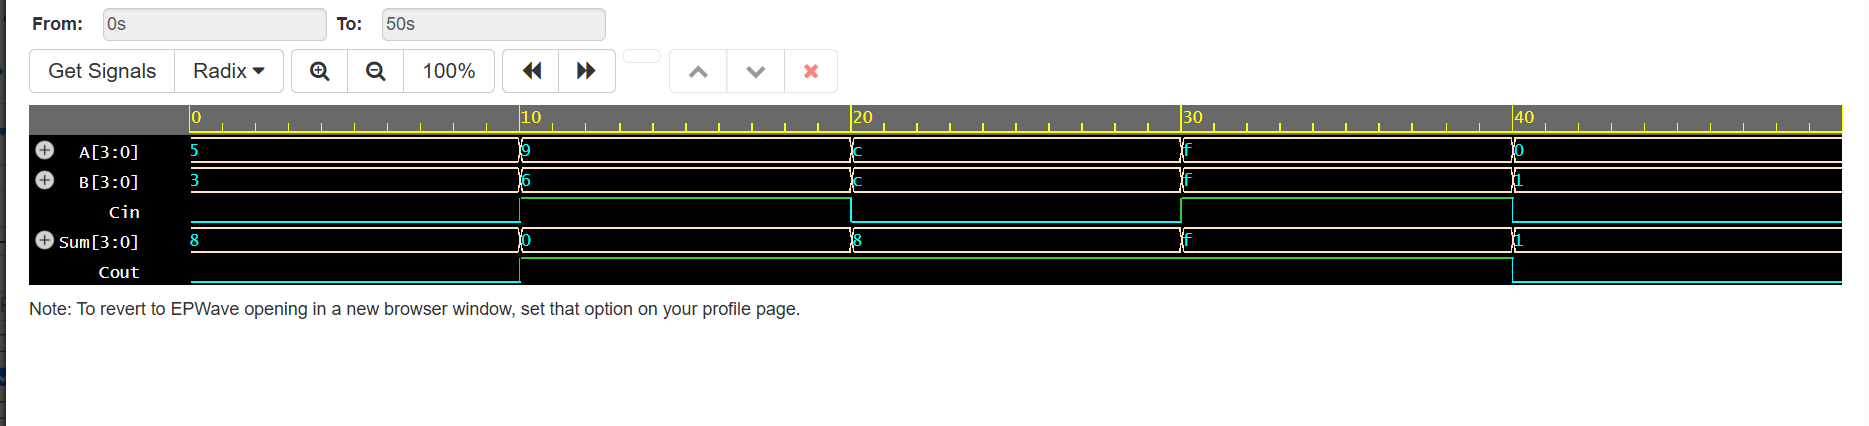 From: 0s To: 50s
Get Signals Radix 100%
0 10 20 30 40
A[3:0] 5 9 c f 0
B[3:0] 3 6 c f 1
Cin
Sum[3:0] 8 0 8 f 1
Cout
Note: To revert to EPWave opening in a new browser window, set that option on your profile page.